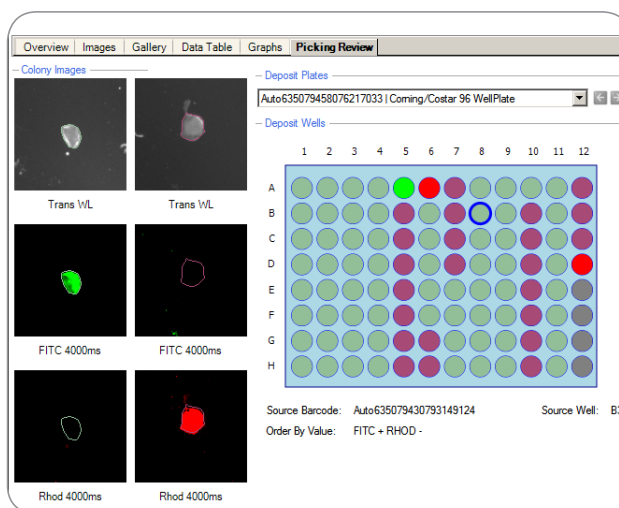 Overview Images Gallery Data Table Graphs Picking Review
Colony Images
Trans WL Trans WL
FITC 4000ms FITC 4000ms
Rhod 4000ms Rhod 4000ms
Deposit Plates
Auto635079458076217033 | Corning/Costar 96 WellPlate
Deposit Wells
1 2 3 4 5 6 7 8 9 10 11 12
A
B
C
D
E
F
G
H
Source Barcode: Auto635079430793149124 Source Well: B3
Order By Value: FITC + RHOD -